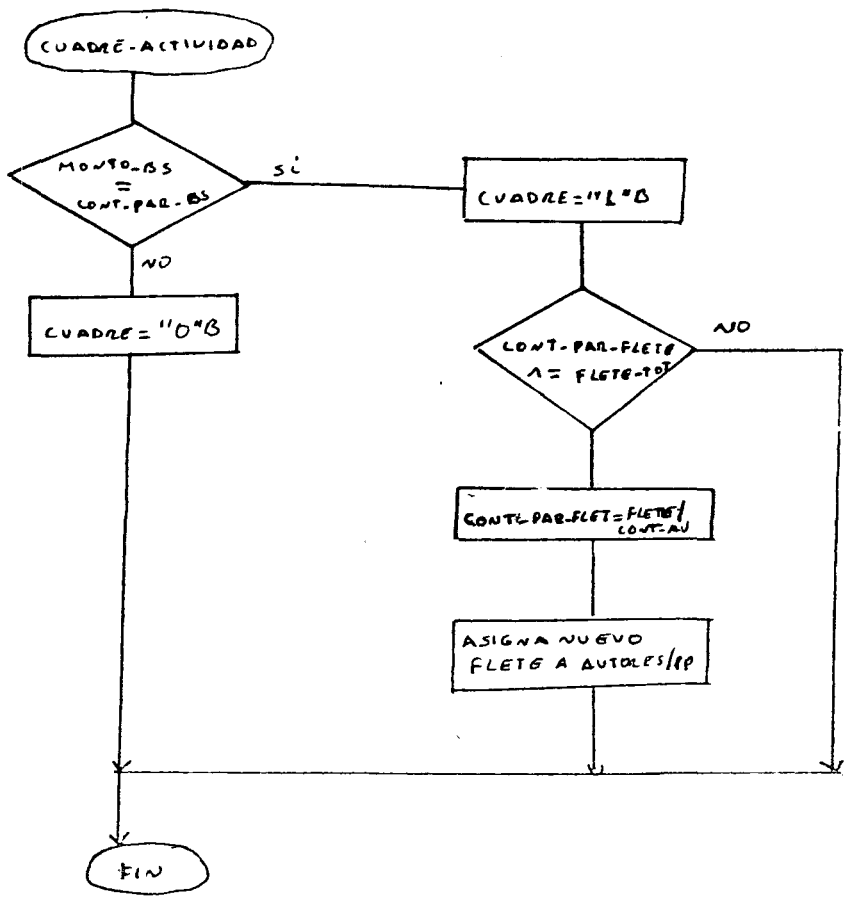 CUADRE-ACTIVIDAD
MONTO-BS
=
CONT-PAR-BS
SI
NO
CUADRE="1"B
CUADRE="0"B
CONT-PAR-FLETE
^= FLETE-TOT
NO
CONT-PAR-FLET=FLETE/
CONT-AU
ASIGNA NUEVO
FLETE A
FIN